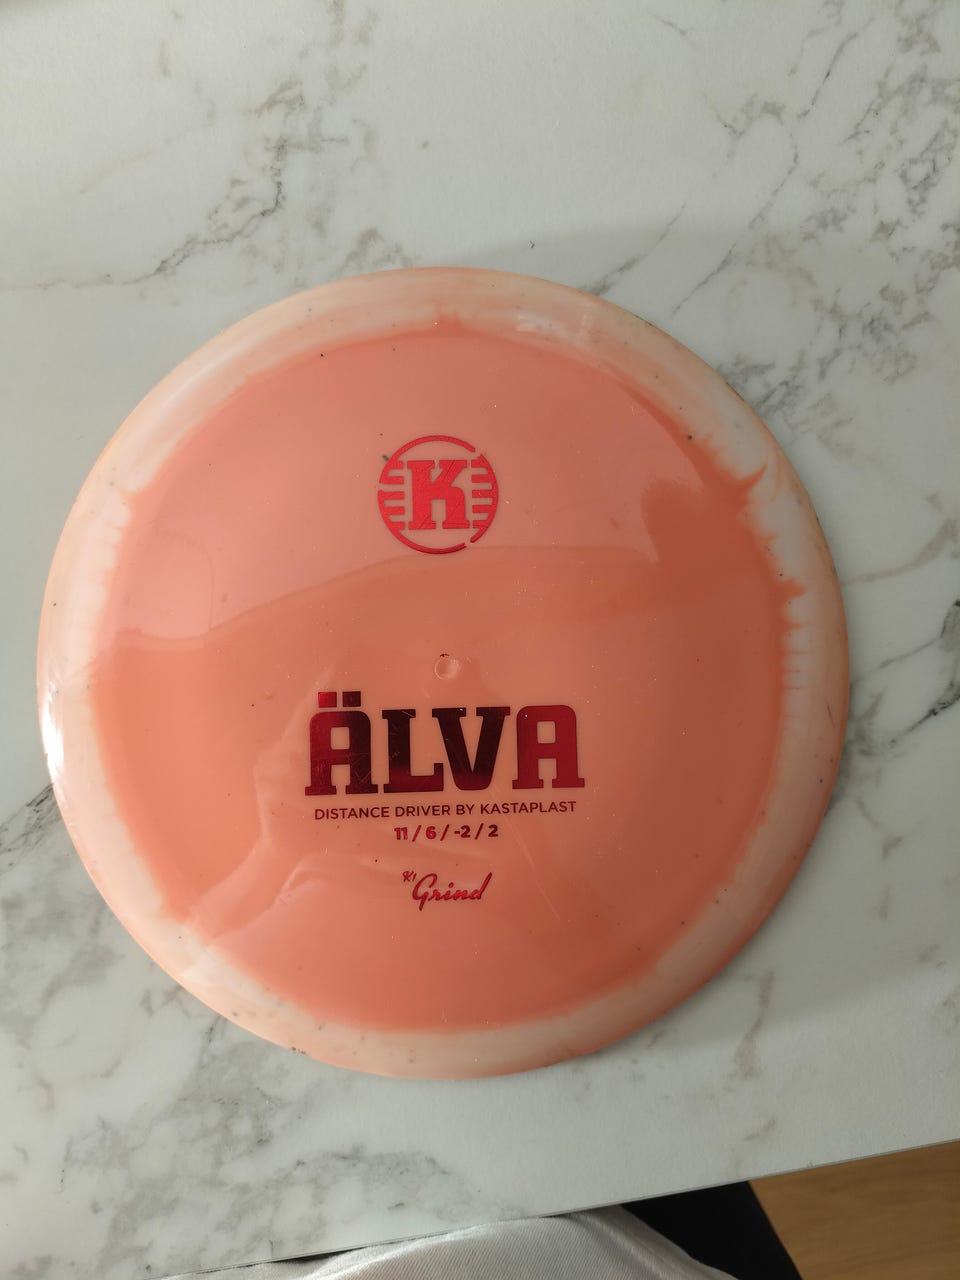 K
ÄLVA
DISTANCE DRIVER BY KASTAPLAST
11 / 6 / -2 / 2
K1 Grind